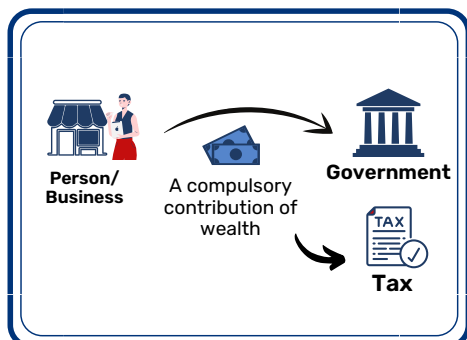 Person/
Business
A compulsory
contribution of
wealth
Government
TAX
Tax